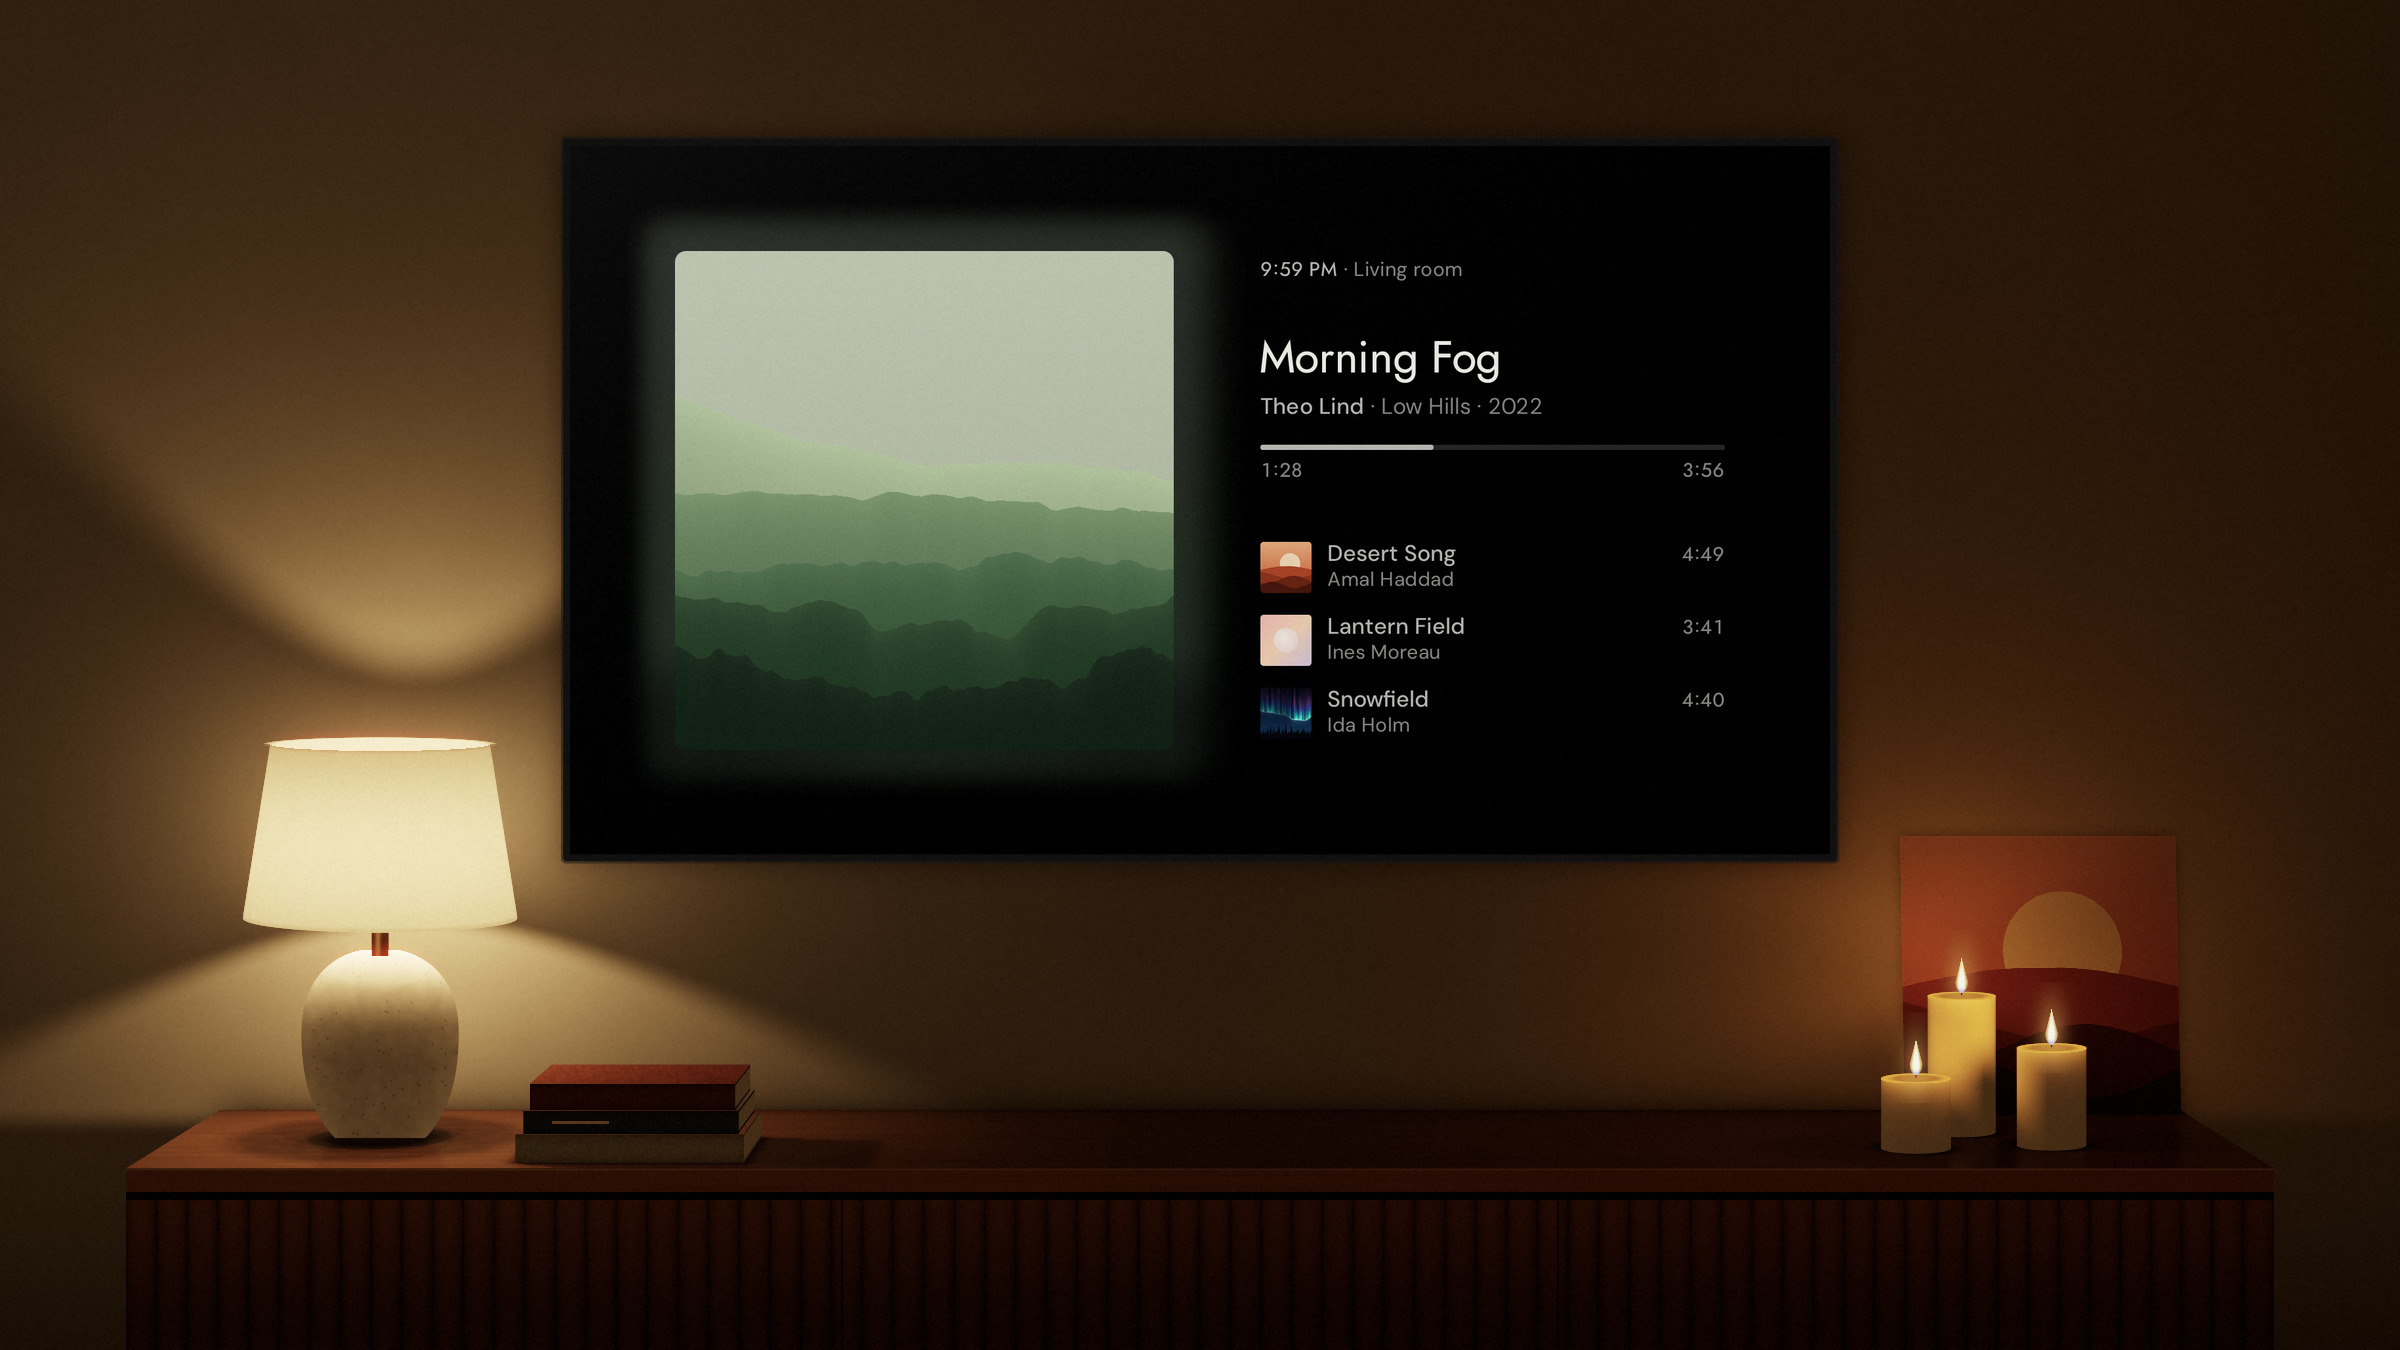 9:59 PM · Living room
Morning Fog
Theo Lind · Low Hills · 2022
1:28 3:56
Desert Song 4:49
Amal Haddad
Lantern Field 3:41
Ines Moreau
Snowfield 4:40
Ida Holm